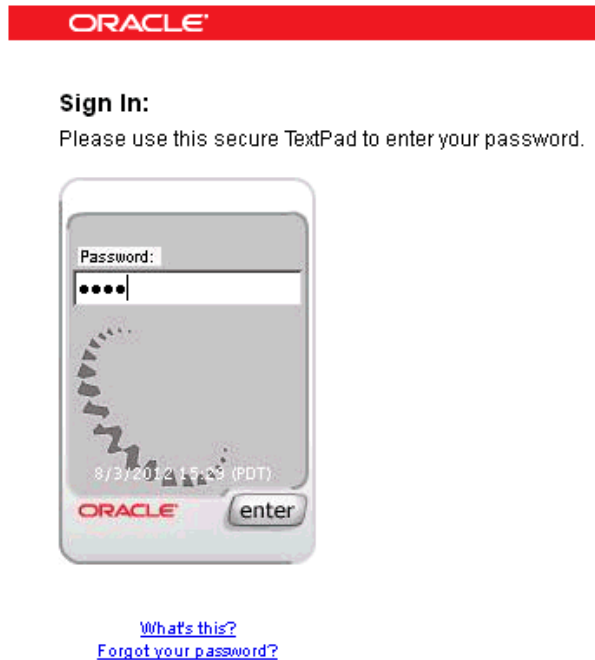 ORACLE
Sign In:
Please use this secure TextPad to enter your password.
Password:
••••
8/3/2012 15:29 (PDT)
ORACLE
enter
What's this?
Forgot your password?